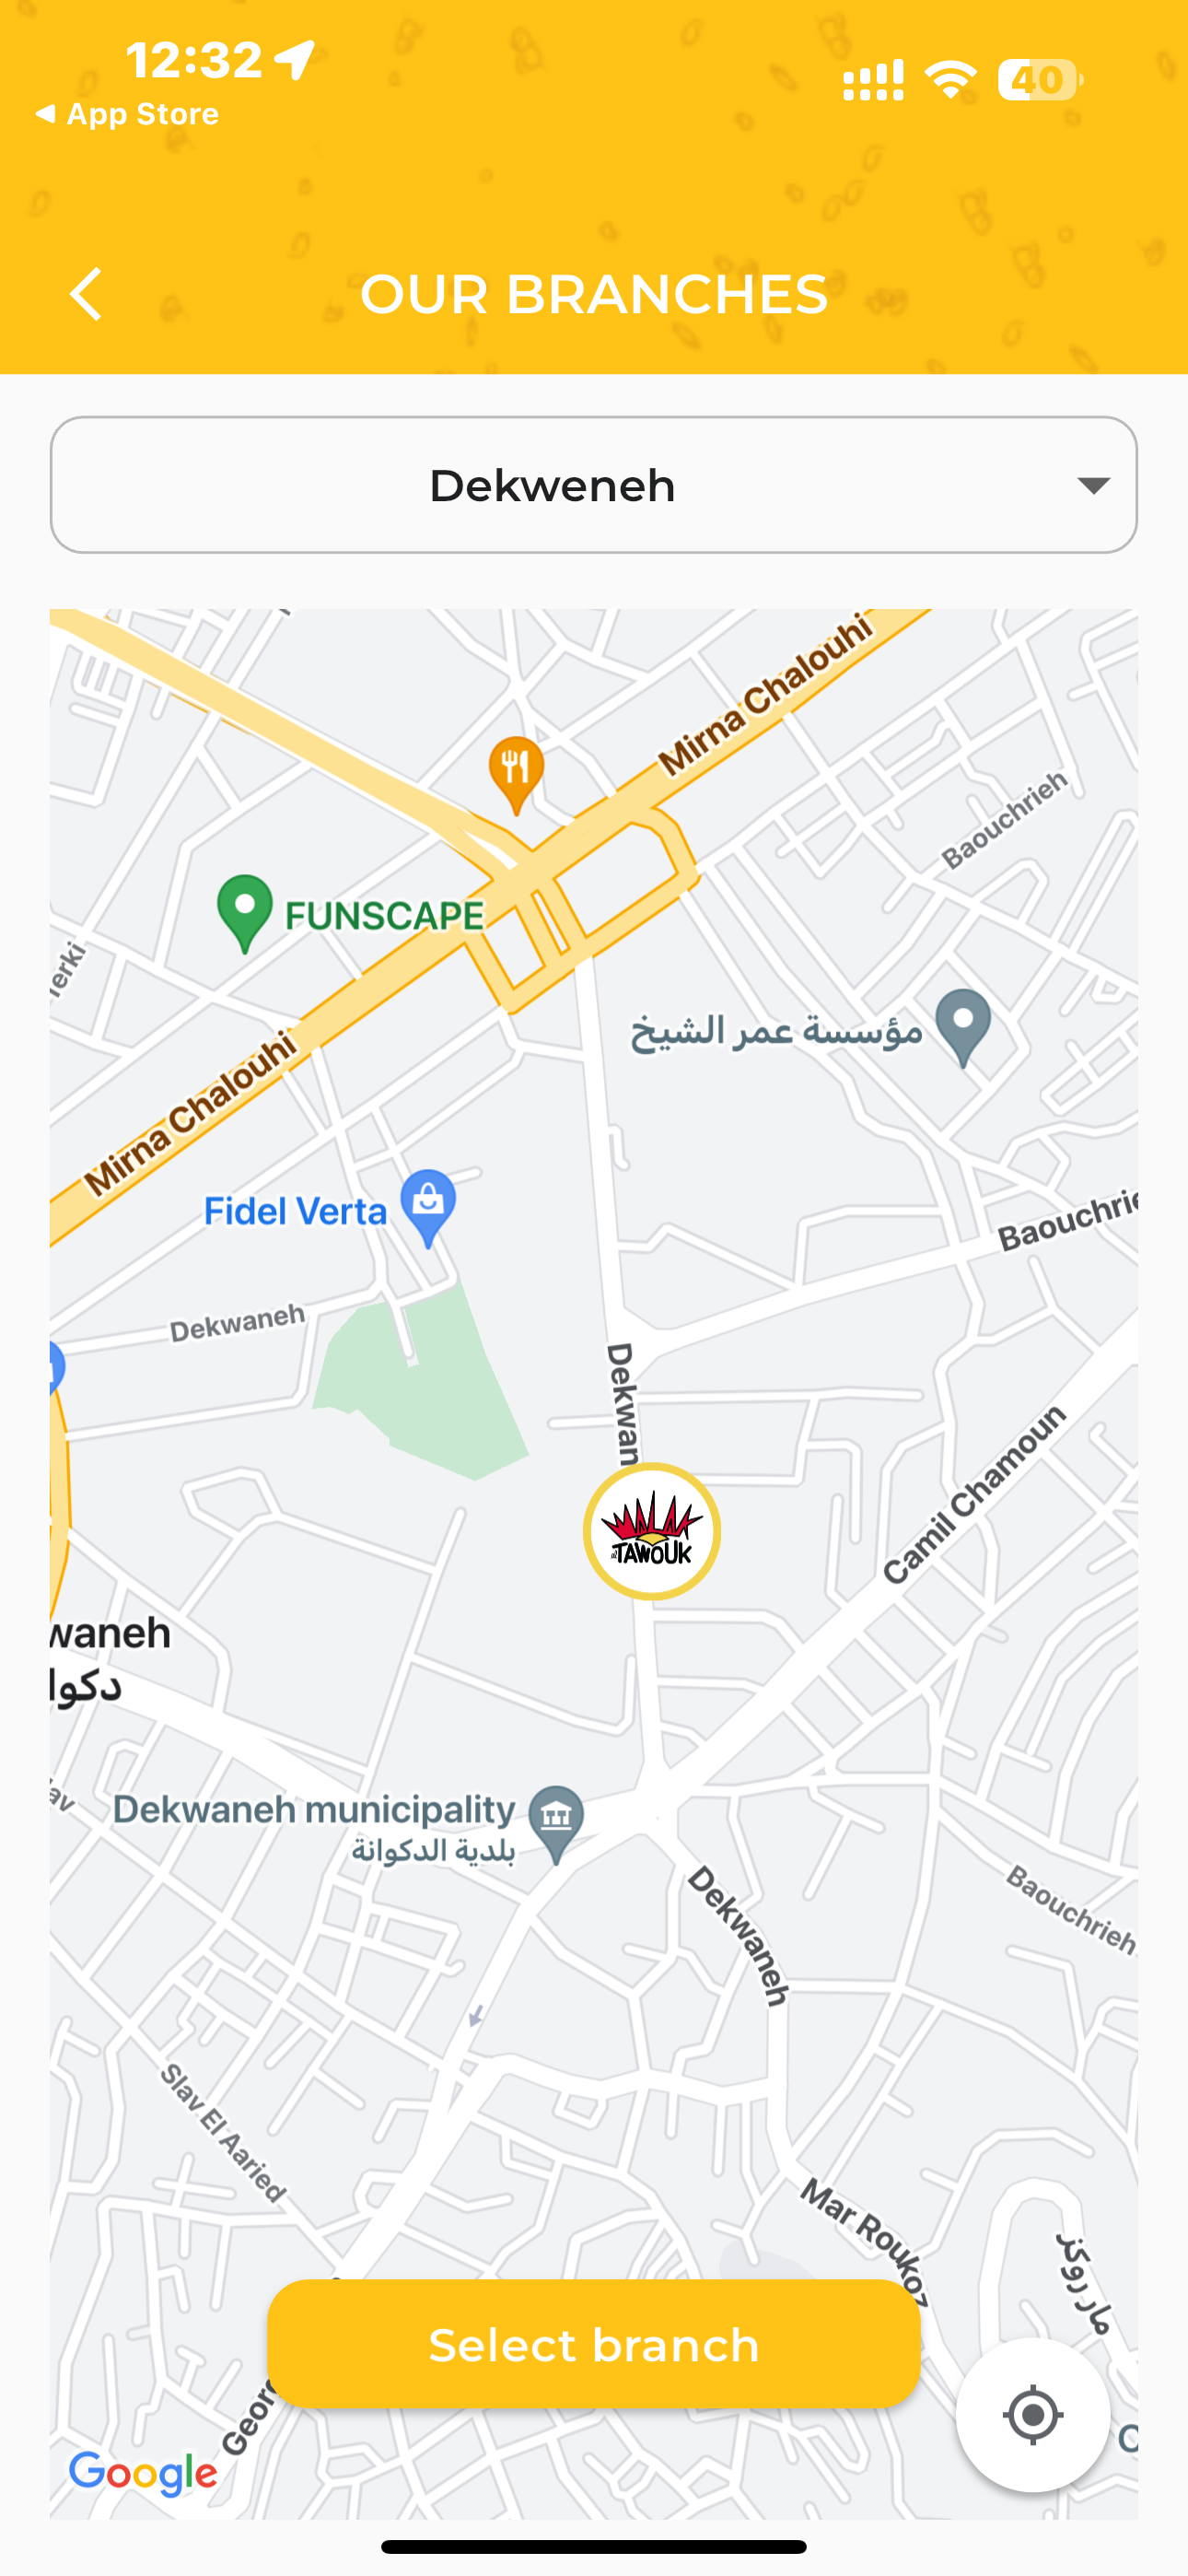 12:32
40
App Store
OUR BRANCHES
Dekweneh
Mirna Chalouhi
Baouchrieh
FUNSCAPE
مؤسسة عمر الشيخ
Mirna Chalouhi
Fidel Verta
Baouchrie
Dekwaneh
Dekwan
Camil Chamoun
TAWOUK
waneh
دكوا
Dekwaneh municipality
بلدية الدكوانة
Dekwaneh
Baouchrieh
Slav El Aaried
Mar Roukoz
مار روكز
Select branch
Geor
Google